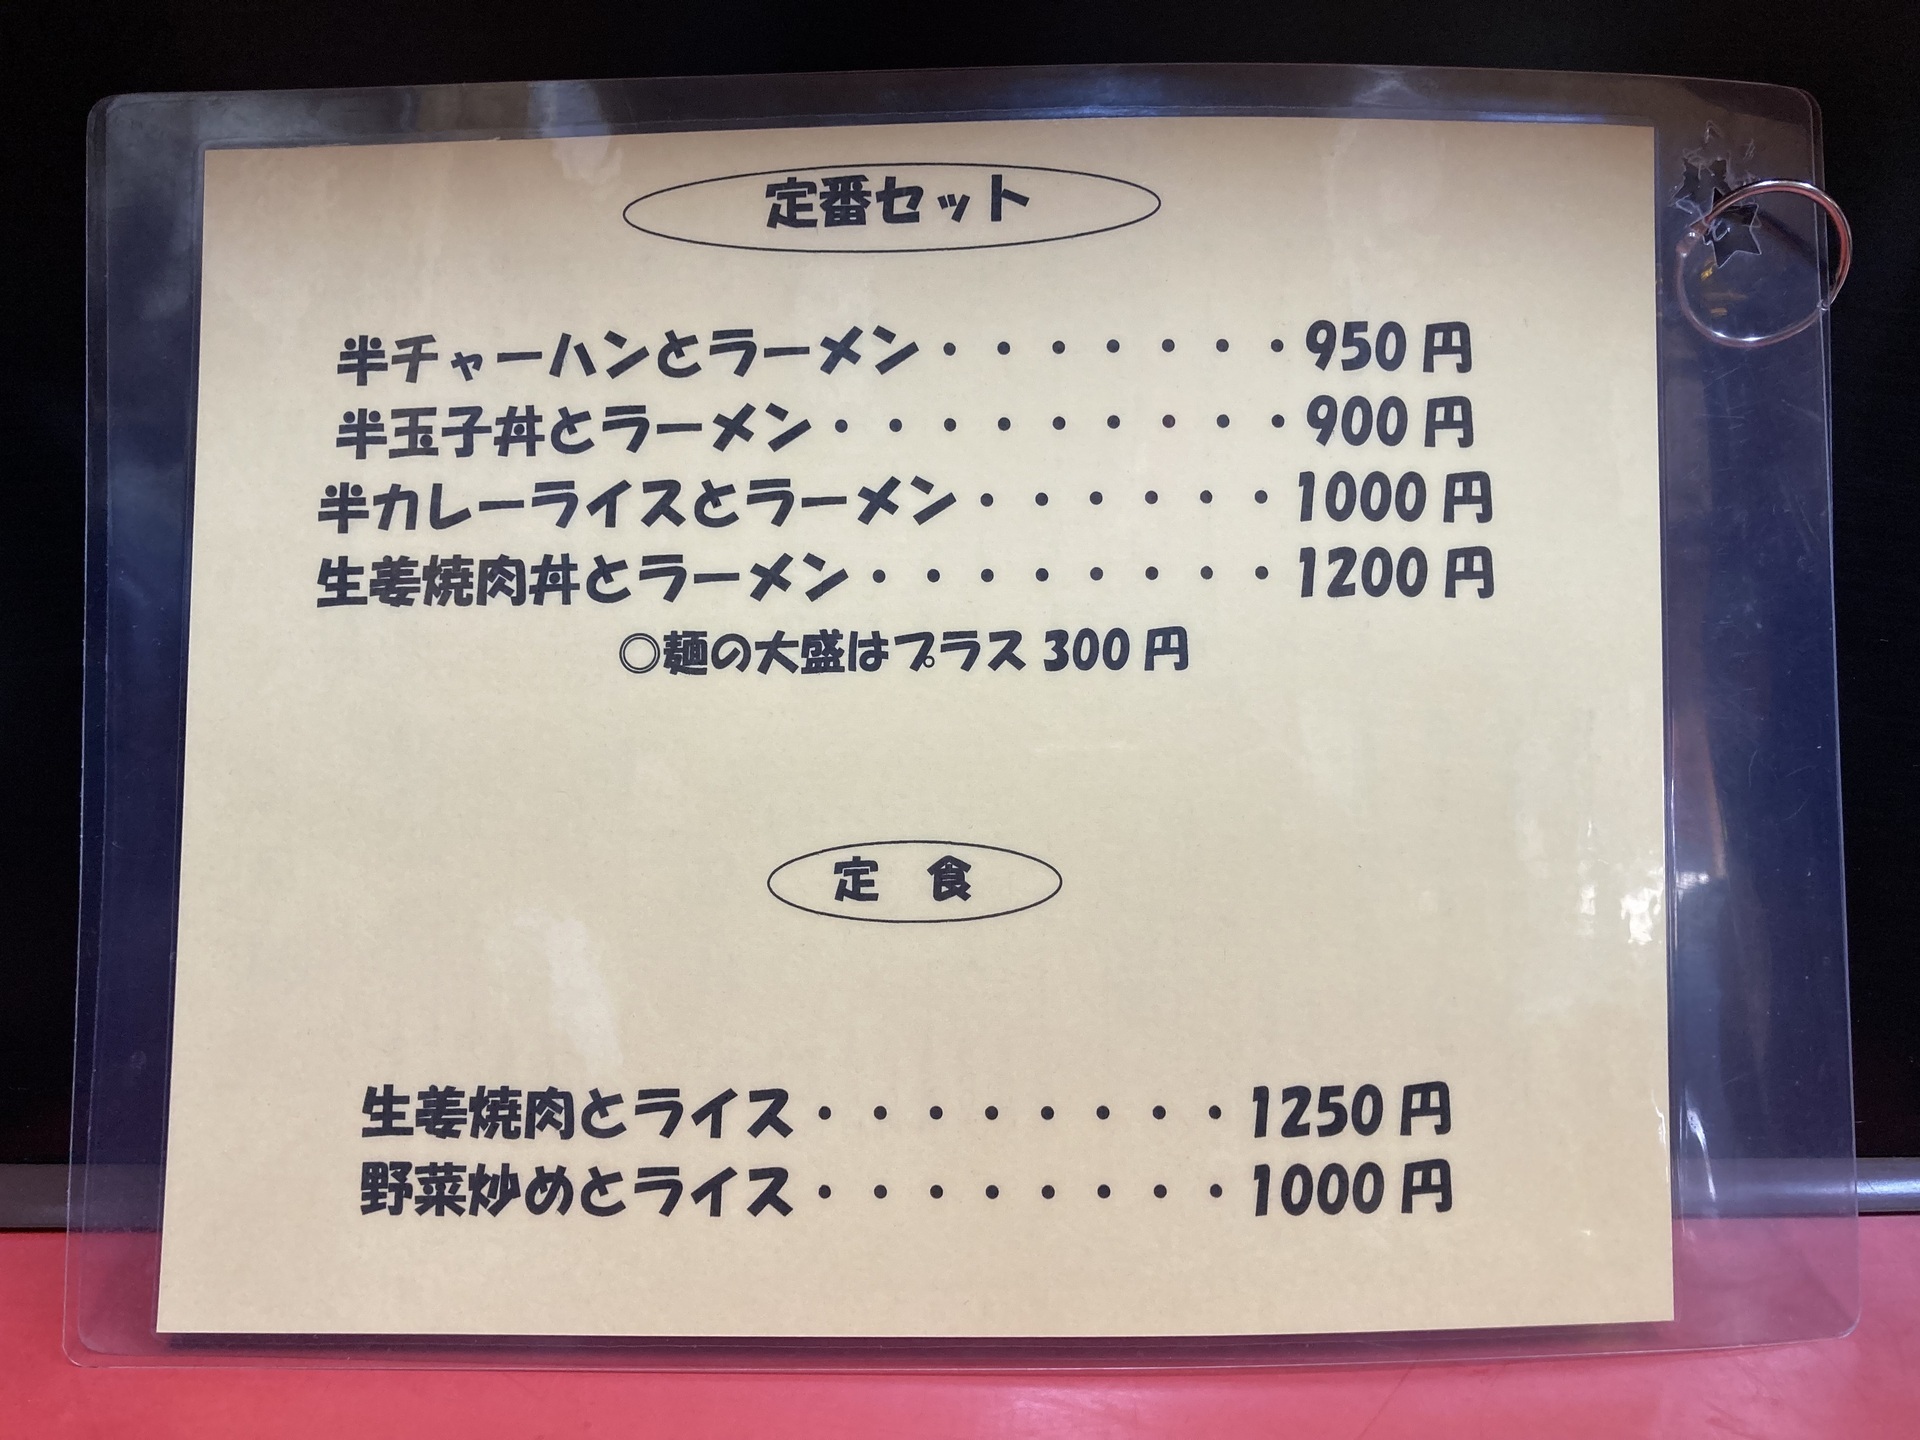 定番セット
半チャーハンとラーメン・・・・・・・950円
半玉子丼とラーメン・・・・・・・・・900円
半カレーライスとラーメン・・・・・・1000円
生姜焼肉丼とラーメン・・・・・・・・1200円
◎麺の大盛はプラス300円
定　食
生姜焼肉とライス・・・・・・・・1250円
野菜炒めとライス・・・・・・・・1000円